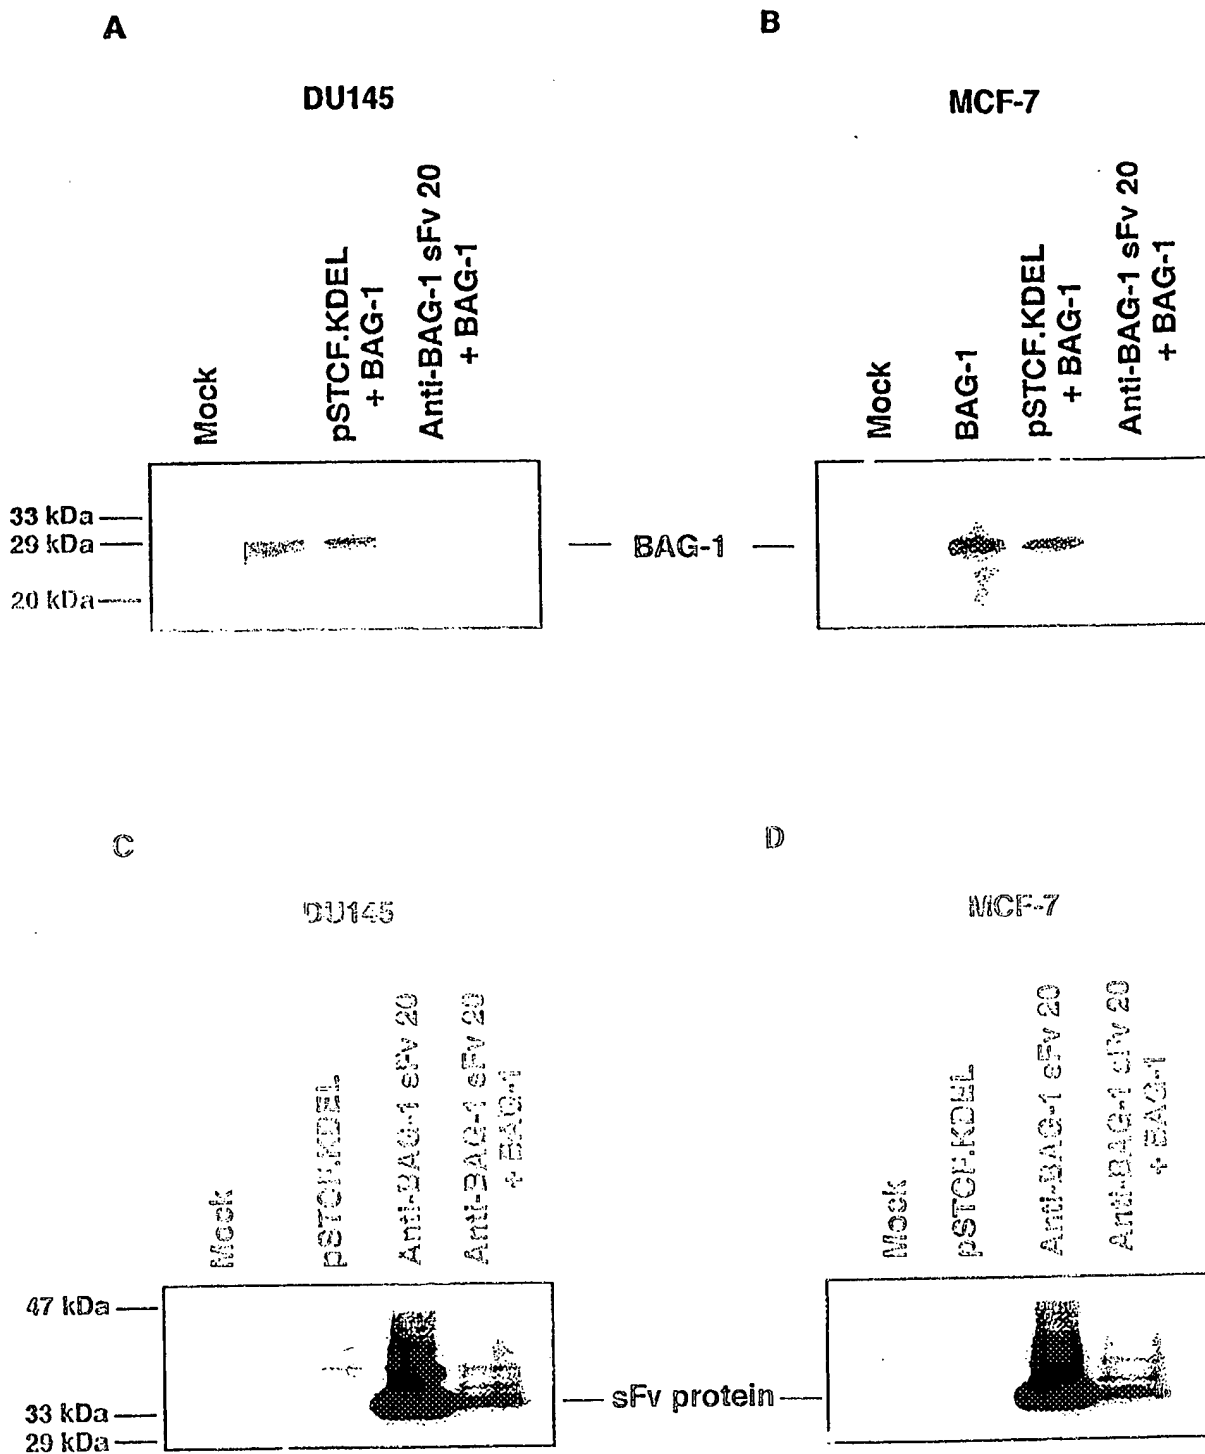 A
B
DU145
MCF-7
Mock
pSTCF.KDEL
+ BAG-1
Anti-BAG-1 sFv 20
+ BAG-1
Mock
BAG-1
pSTCF.KDEL
+ BAG-1
Anti-BAG-1 sFv 20
+ BAG-1
33 kDa
29 kDa
20 kDa
BAG-1
C
D
DU145
MCF-7
Mock
pSTCF.KDEL
Anti-BAG-1 sFv 20
Anti-BAG-1 sFv 20
+ BAG-1
Mock
pSTCF.KDEL
Anti-BAG-1 sFv 20
Anti-BAG-1 sFv 20
+ BAG-1
47 kDa
33 kDa
29 kDa
sFv protein